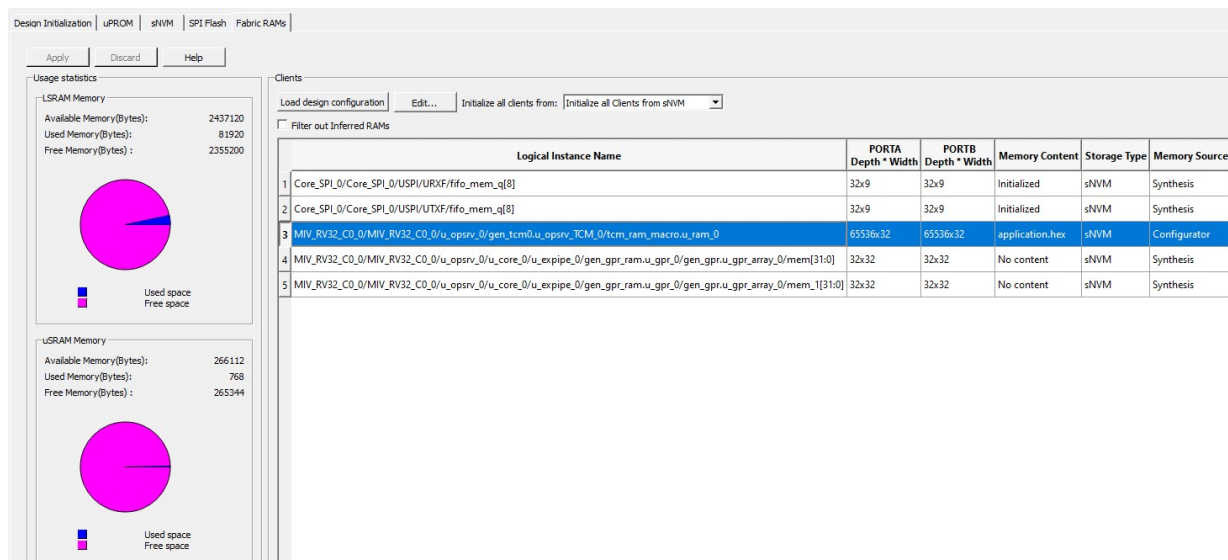 Design Initialization uPROM sNVM SPI Flash Fabric RAMs
Apply Discard Help
Usage statistics
LSRAM Memory
Available Memory(Bytes): 2437120
Used Memory(Bytes): 81920
Free Memory(Bytes) : 2355200
Used space
Free space
uSRAM Memory
Available Memory(Bytes): 266112
Used Memory(Bytes): 768
Free Memory(Bytes) : 265344
Used space
Free space
Clients
Load design configuration Edit... Initialize all clients from: Initialize all Clients from sNVM
Filter out Inferred RAMs
Logical Instance Name PORTA Depth * Width PORTB Depth * Width Memory Content Storage Type Memory Source
1 Core_SPI_0/Core_SPI_0/USPI/URXF/fifo_mem_q[8] 32x9 32x9 Initialized sNVM Synthesis
2 Core_SPI_0/Core_SPI_0/USPI/UTXF/fifo_mem_q[8] 32x9 32x9 Initialized sNVM Synthesis
3 MIV_RV32_C0_0/MIV_RV32_C0_0/u_opsrv_0/gen_tcm0.u_opsrv_TCM_0/tcm_ram_macro.u_ram_0 65536x32 65536x32 application.hex sNVM Configurator
4 MIV_RV32_C0_0/MIV_RV32_C0_0/u_opsrv_0/u_core_0/u_expipe_0/gen_gpr_ram.u_gpr_0/gen_gpr.u_gpr_array_0/mem[31:0] 32x32 32x32 No content sNVM Synthesis
5 MIV_RV32_C0_0/MIV_RV32_C0_0/u_opsrv_0/u_core_0/u_expipe_0/gen_gpr_ram.u_gpr_0/gen_gpr.u_gpr_array_0/mem_1[31:0] 32x32 32x32 No content sNVM Synthesis